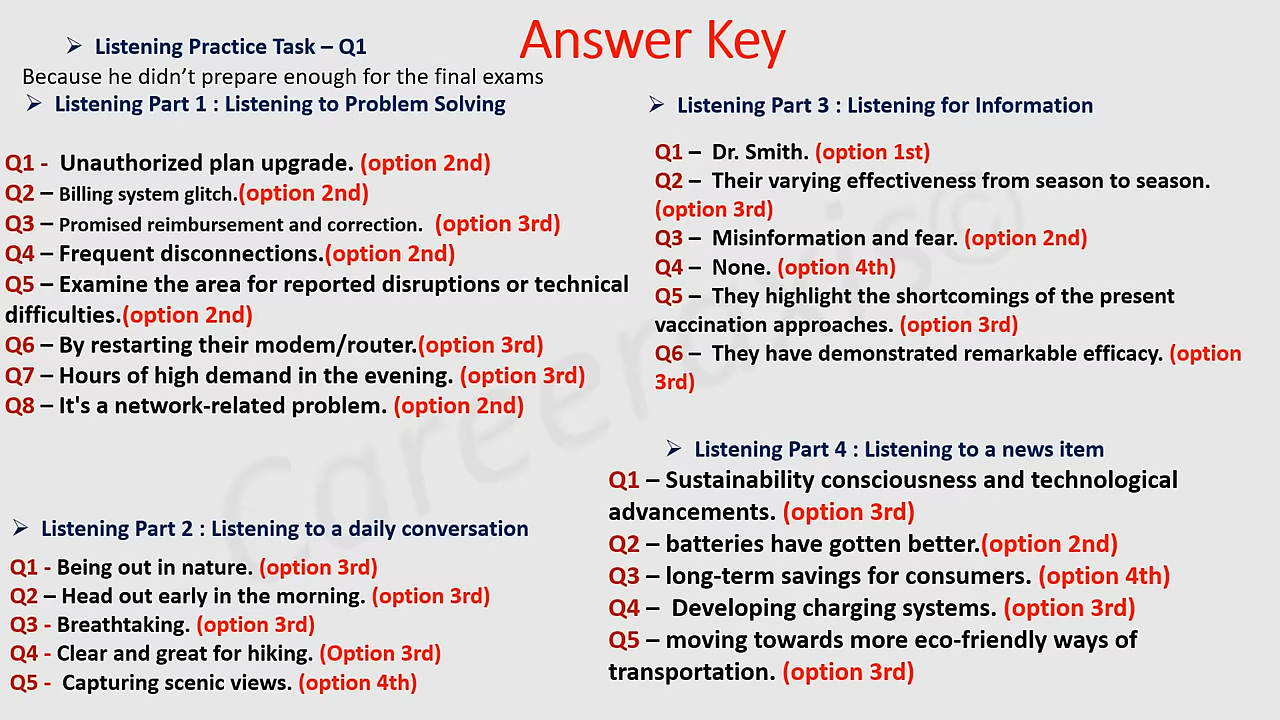 Answer Key
➢ Listening Practice Task – Q1
Because he didn’t prepare enough for the final exams
➢ Listening Part 1 : Listening to Problem Solving
Q1 - Unauthorized plan upgrade. (option 2nd)
Q2 – Billing system glitch.(option 2nd)
Q3 – Promised reimbursement and correction. (option 3rd)
Q4 – Frequent disconnections.(option 2nd)
Q5 – Examine the area for reported disruptions or technical
difficulties.(option 2nd)
Q6 – By restarting their modem/router.(option 3rd)
Q7 – Hours of high demand in the evening. (option 3rd)
Q8 – It's a network-related problem. (option 2nd)
➢ Listening Part 2 : Listening to a daily conversation
Q1 - Being out in nature. (option 3rd)
Q2 – Head out early in the morning. (option 3rd)
Q3 - Breathtaking. (option 3rd)
Q4 - Clear and great for hiking. (Option 3rd)
Q5 - Capturing scenic views. (option 4th)
➢ Listening Part 3 : Listening for Information
Q1 – Dr. Smith. (option 1st)
Q2 – Their varying effectiveness from season to season.
(option 3rd)
Q3 – Misinformation and fear. (option 2nd)
Q4 – None. (option 4th)
Q5 – They highlight the shortcomings of the present
vaccination approaches. (option 3rd)
Q6 – They have demonstrated remarkable efficacy. (option
3rd)
➢ Listening Part 4 : Listening to a news item
Q1 – Sustainability consciousness and technological
advancements. (option 3rd)
Q2 – batteries have gotten better.(option 2nd)
Q3 – long-term savings for consumers. (option 4th)
Q4 – Developing charging systems. (option 3rd)
Q5 – moving towards more eco-friendly ways of
transportation. (option 3rd)